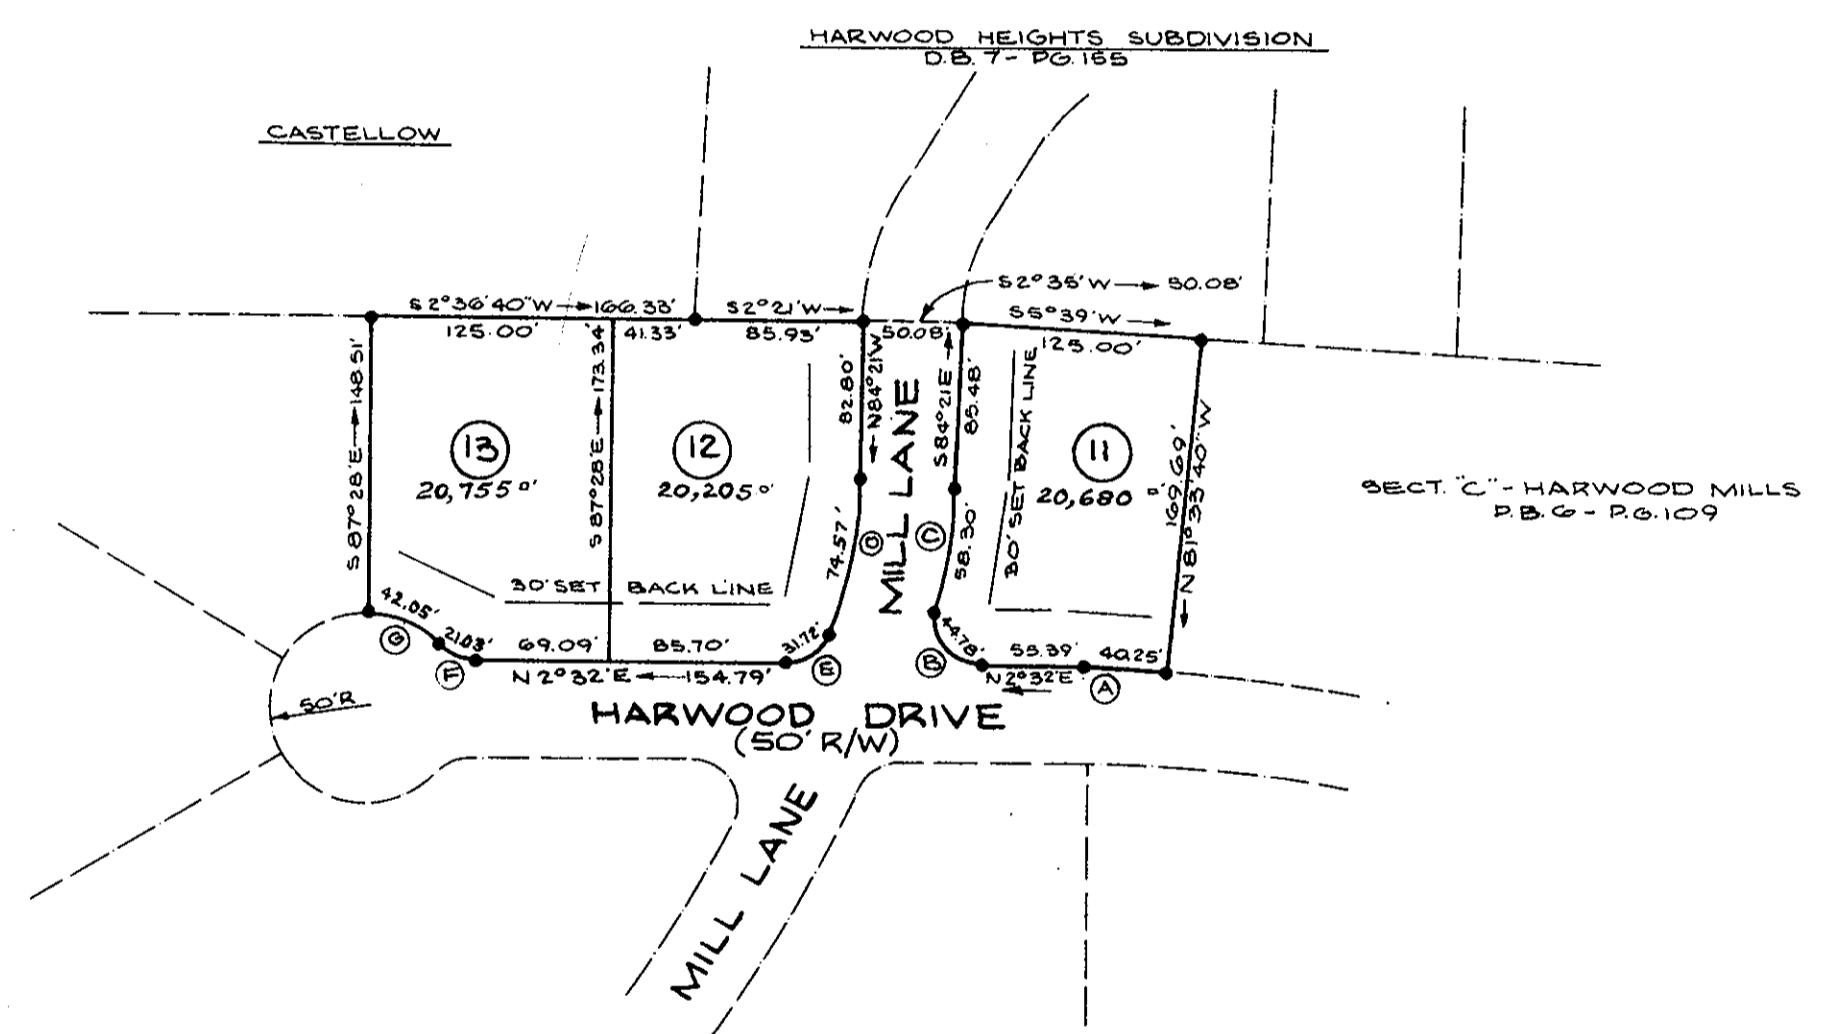 HARWOOD HEIGHTS SUBDIVISION
D.B. 7 - PG. 155
CASTELLOW
S 2° 36' 40" W → 166.33'
S 2° 21' W →
S 2° 35' W → 50.08'
S 5° 39' W →
125.00'
41.33'
85.93'
50.08'
125.00'
S 87° 28' E → 148.51'
S 87° 28' E → 173.34'
82.80'
← N 84° 21' W
S 84° 21' E →
85.48'
← N 81° 33' 40" W
169.69'
13
20,755 □'
12
20,205 □'
11
20,680 □'
MILL LANE
30' SET BACK LINE
SECT. "C" - HARWOOD MILLS
P.B. 6 - P.G. 109
74.57'
D
C
58.30'
30' SET BACK LINE
42.05'
G
21.03'
F
69.09'
85.70'
31.72'
E
44.78'
B
55.39'
40.25'
A
N 2° 32' E ← 154.79'
N 2° 32' E
←
50' R
HARWOOD DRIVE
(50' R/W)
MILL LANE